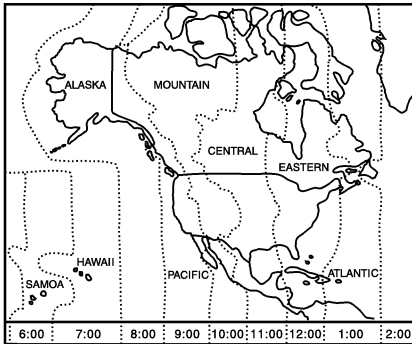 ALASKA
MOUNTAIN
CENTRAL
EASTERN
HAWAII
SAMOA
PACIFIC
ATLANTIC
6:00 7:00 8:00 9:00 10:00 11:00 12:00 1:00 2:00